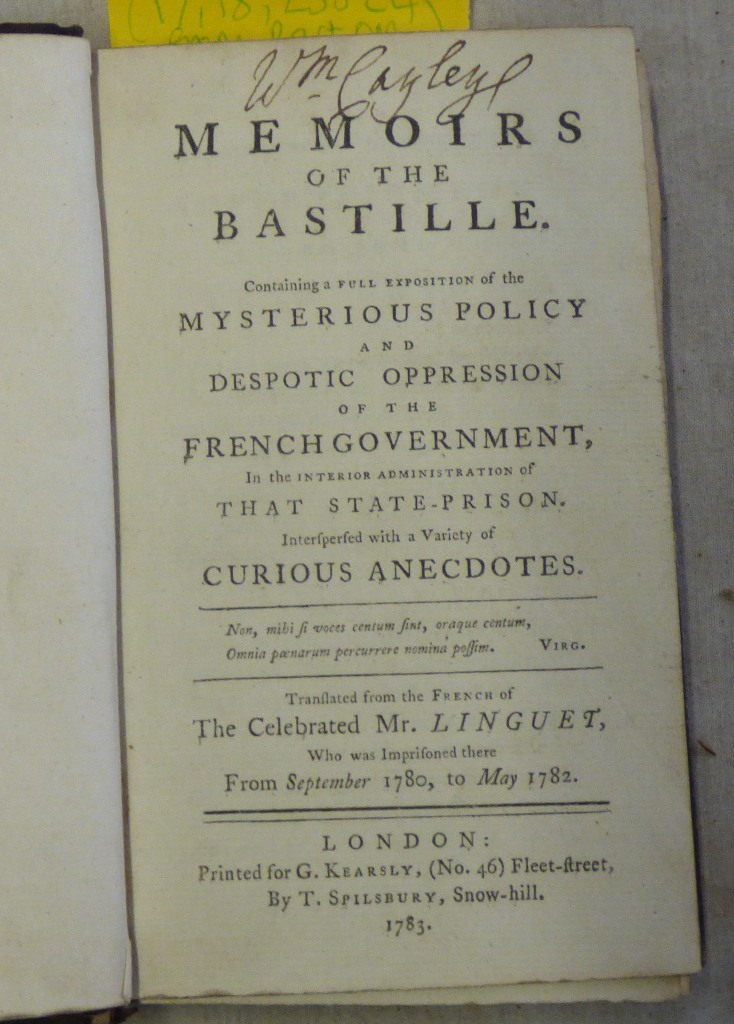 Wm Cayley
MEMOIRS
OF THE
BASTILLE.
Containing a FULL EXPOSITION of the
MYSTERIOUS POLICY
AND
DESPOTIC OPPRESSION
OF THE
FRENCH GOVERNMENT,
In the INTERIOR ADMINISTRATION of
THAT STATE-PRISON.
Interſperſed with a Variety of
CURIOUS ANECDOTES.
Non, mihi ſi voces centum ſint, oraque centum,
Omnia pœnarum percurrere nomina poſſim. VIRG.
Tranſlated from the FRENCH of
The Celebrated Mr. LINGUET,
Who was Impriſoned there
From September 1780, to May 1782.
LONDON:
Printed for G. KEARSLY, (No. 46) Fleet-ſtreet,
By T. SPILSBURY, Snow-hill.
1783.